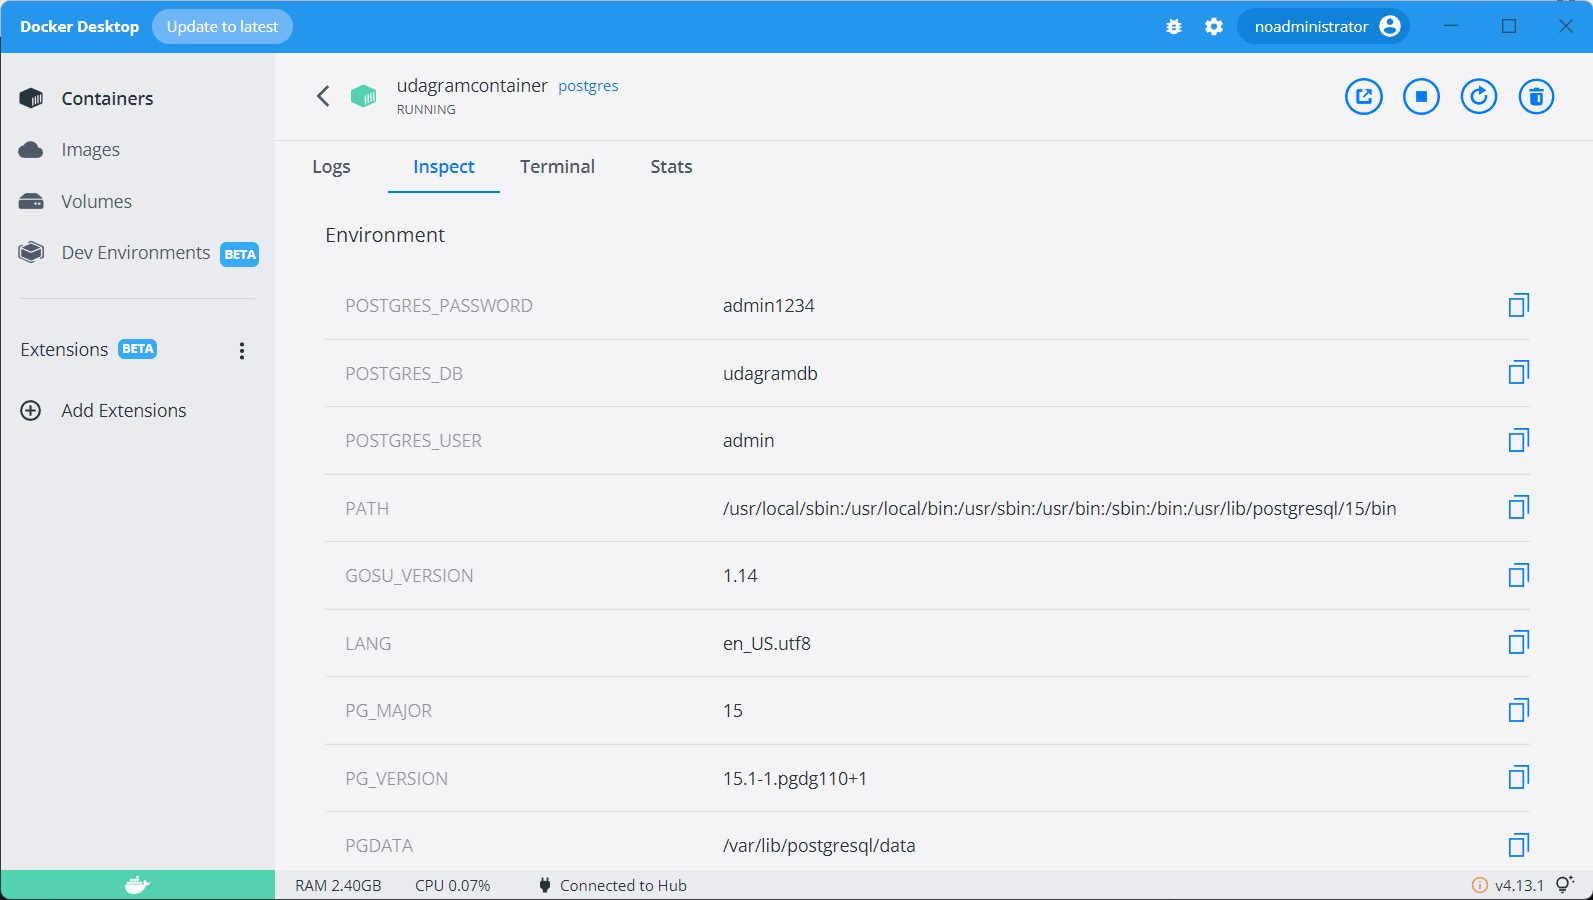 Docker Desktop Update to latest noadministrator
Containers
Images
Volumes
Dev Environments BETA
Extensions BETA
Add Extensions
udagramcontainer postgres
RUNNING
Logs Inspect Terminal Stats
Environment
POSTGRES_PASSWORD admin1234
POSTGRES_DB udagramdb
POSTGRES_USER admin
PATH /usr/local/sbin:/usr/local/bin:/usr/sbin:/usr/bin:/sbin:/bin:/usr/lib/postgresql/15/bin
GOSU_VERSION 1.14
LANG en_US.utf8
PG_MAJOR 15
PG_VERSION 15.1-1.pgdg110+1
PGDATA /var/lib/postgresql/data
RAM 2.40GB CPU 0.07% Connected to Hub v4.13.1